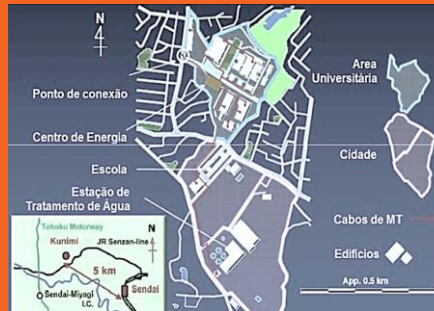 N
Ponto de conexão
Centro de Energia
Escola
Estação de
Tratamento de Água
Area
Universitária
Cidade
Cabos de MT
Edifícios
App. 0.5 km
Tohoku Motorway
N
Kunimi
JR Senzan-line
5 km
Sendai
Sendai-Miyagi
I.C.